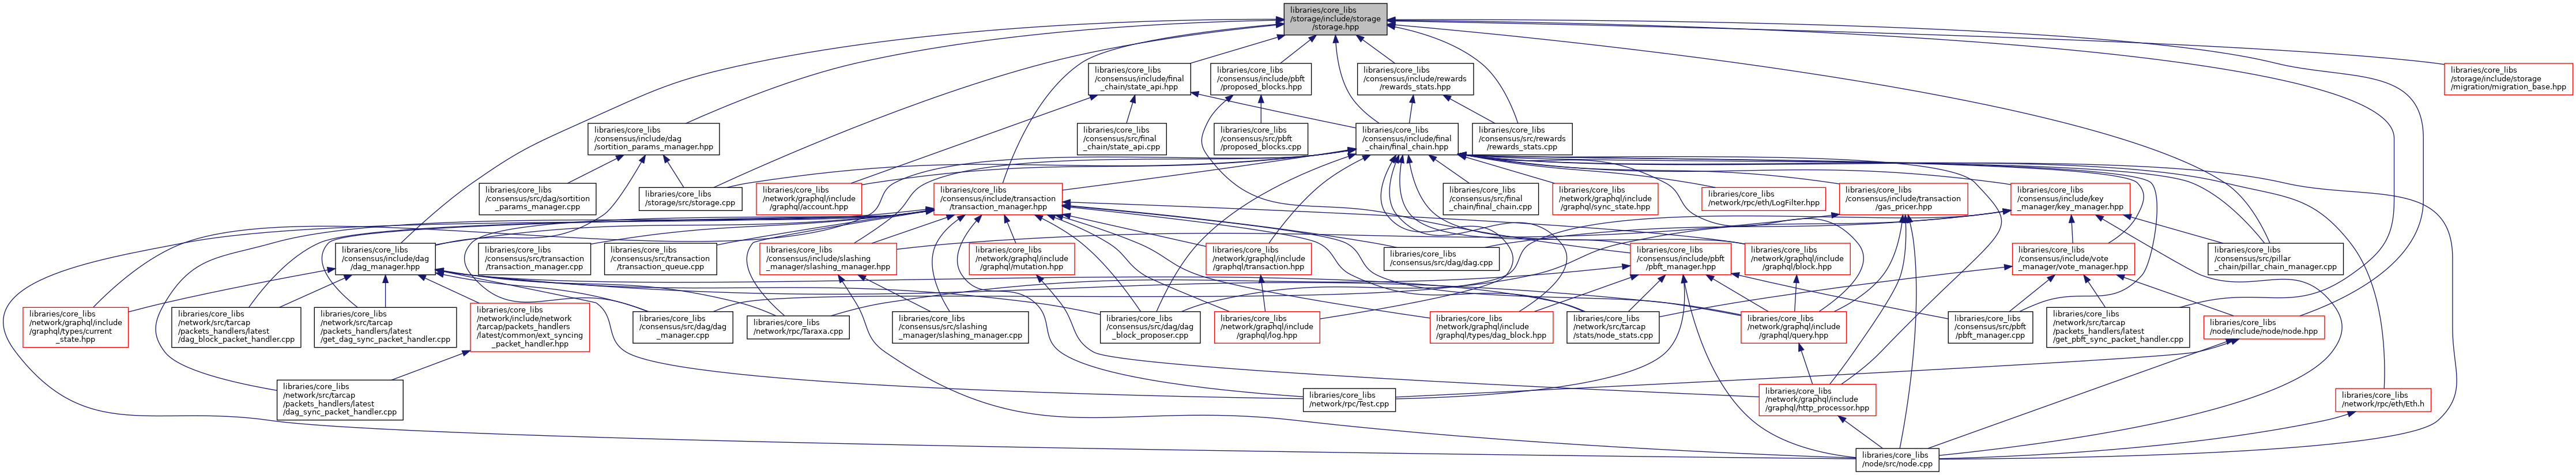 libraries/core_libs
/storage/include/storage
/storage.hpp
libraries/core_libs
/consensus/include/final
_chain/state_api.hpp
libraries/core_libs
/consensus/include/pbft
/proposed_blocks.hpp
libraries/core_libs
/consensus/include/rewards
/rewards_stats.hpp
libraries/core_libs
/storage/include/storage
/migration/migration_base.hpp
libraries/core_libs
/consensus/include/dag
/sortition_params_manager.hpp
libraries/core_libs
/consensus/src/final
_chain/state_api.cpp
libraries/core_libs
/consensus/src/pbft
/proposed_blocks.cpp
libraries/core_libs
/consensus/include/final
_chain/final_chain.hpp
libraries/core_libs
/consensus/src/rewards
/rewards_stats.cpp
libraries/core_libs
/consensus/src/dag/sortition
_params_manager.cpp
libraries/core_libs
/storage/src/storage.cpp
libraries/core_libs
/network/graphql/include
/graphql/account.hpp
libraries/core_libs
/consensus/include/transaction
/transaction_manager.hpp
libraries/core_libs
/consensus/src/final
_chain/final_chain.cpp
libraries/core_libs
/network/graphql/include
/graphql/sync_state.hpp
libraries/core_libs
/network/rpc/eth/LogFilter.hpp
libraries/core_libs
/consensus/include/transaction
/gas_pricer.hpp
libraries/core_libs
/consensus/include/key
_manager/key_manager.hpp
libraries/core_libs
/consensus/include/dag
/dag_manager.hpp
libraries/core_libs
/consensus/src/transaction
/transaction_manager.cpp
libraries/core_libs
/consensus/src/transaction
/transaction_queue.cpp
libraries/core_libs
/consensus/include/slashing
_manager/slashing_manager.hpp
libraries/core_libs
/network/graphql/include
/graphql/mutation.hpp
libraries/core_libs
/network/graphql/include
/graphql/transaction.hpp
libraries/core_libs
/consensus/src/dag/dag.cpp
libraries/core_libs
/consensus/include/pbft
/pbft_manager.hpp
libraries/core_libs
/network/graphql/include
/graphql/block.hpp
libraries/core_libs
/consensus/include/vote
_manager/vote_manager.hpp
libraries/core_libs
/consensus/src/pillar
_chain/pillar_chain_manager.cpp
libraries/core_libs
/network/graphql/include
/graphql/types/current
_state.hpp
libraries/core_libs
/network/src/tarcap
/packets_handlers/latest
/dag_block_packet_handler.cpp
libraries/core_libs
/network/src/tarcap
/packets_handlers/latest
/get_dag_sync_packet_handler.cpp
libraries/core_libs
/network/include/network
/tarcap/packets_handlers
/latest/common/ext_syncing
_packet_handler.hpp
libraries/core_libs
/consensus/src/dag/dag
_manager.cpp
libraries/core_libs
/network/rpc/Taraxa.cpp
libraries/core_libs
/consensus/src/slashing
_manager/slashing_manager.cpp
libraries/core_libs
/consensus/src/dag/dag
_block_proposer.cpp
libraries/core_libs
/network/graphql/include
/graphql/log.hpp
libraries/core_libs
/network/graphql/include
/graphql/types/dag_block.hpp
libraries/core_libs
/network/src/tarcap
/stats/node_stats.cpp
libraries/core_libs
/network/graphql/include
/graphql/query.hpp
libraries/core_libs
/consensus/src/pbft
/pbft_manager.cpp
libraries/core_libs
/network/src/tarcap
/packets_handlers/latest
/get_pbft_sync_packet_handler.cpp
libraries/core_libs
/node/include/node/node.hpp
libraries/core_libs
/network/src/tarcap
/packets_handlers/latest
/dag_sync_packet_handler.cpp
libraries/core_libs
/network/rpc/Test.cpp
libraries/core_libs
/network/graphql/include
/graphql/http_processor.hpp
libraries/core_libs
/network/rpc/eth/Eth.h
libraries/core_libs
/node/src/node.cpp